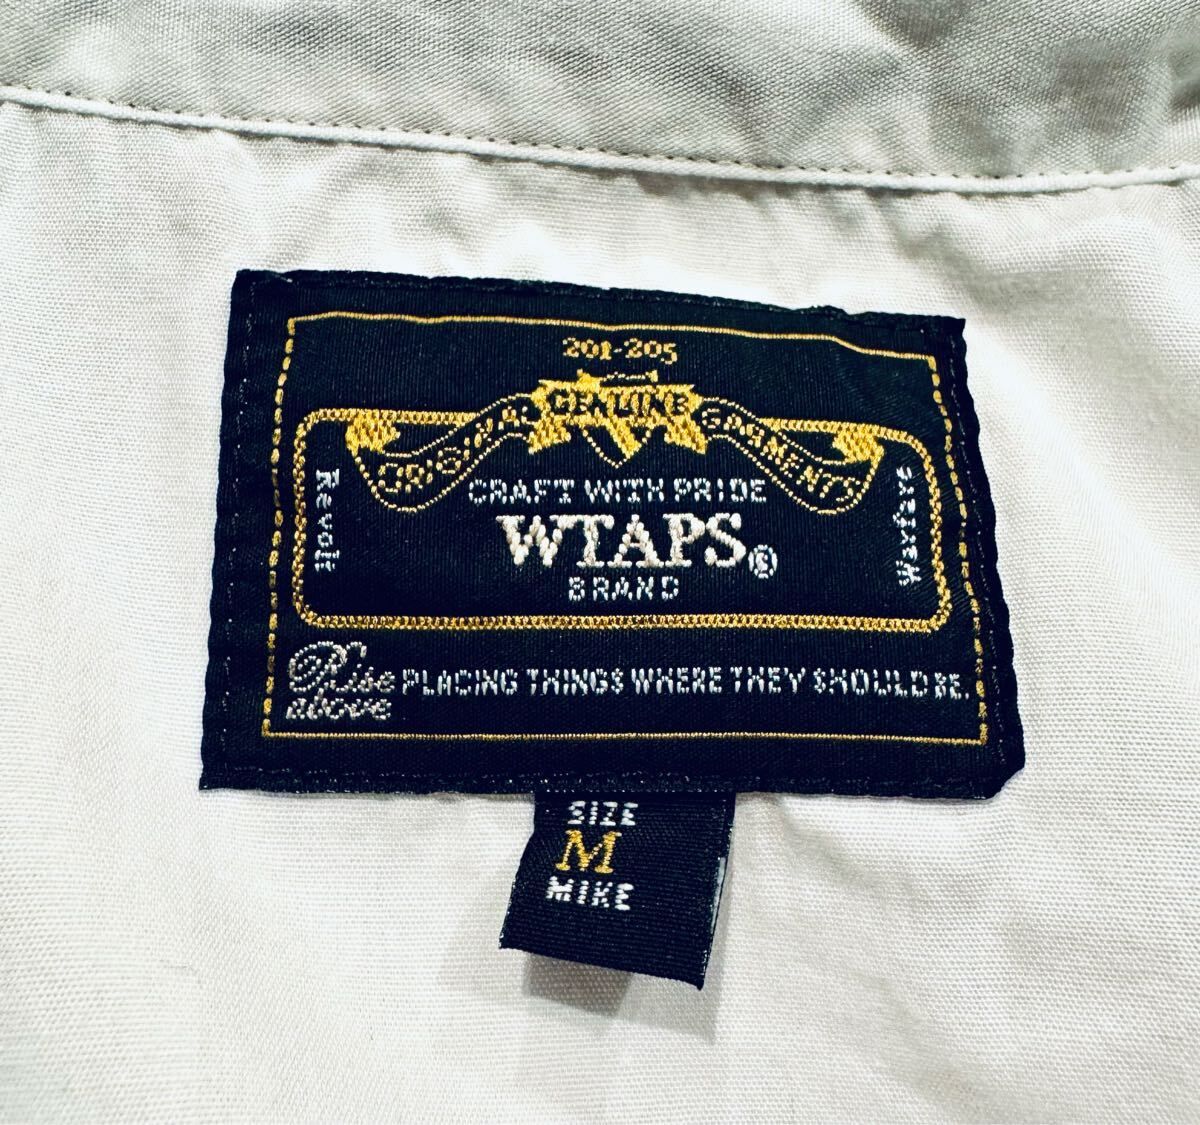 201-205
ORIGINAL GENUINE GARMENTS
CRAFT WITH PRIDE
Revolt
WTAPS Ⓢ
Warfare
BRAND
Rise
above
PLACING THINGS WHERE THEY SHOULD BE.
SIZE
M
MIKE